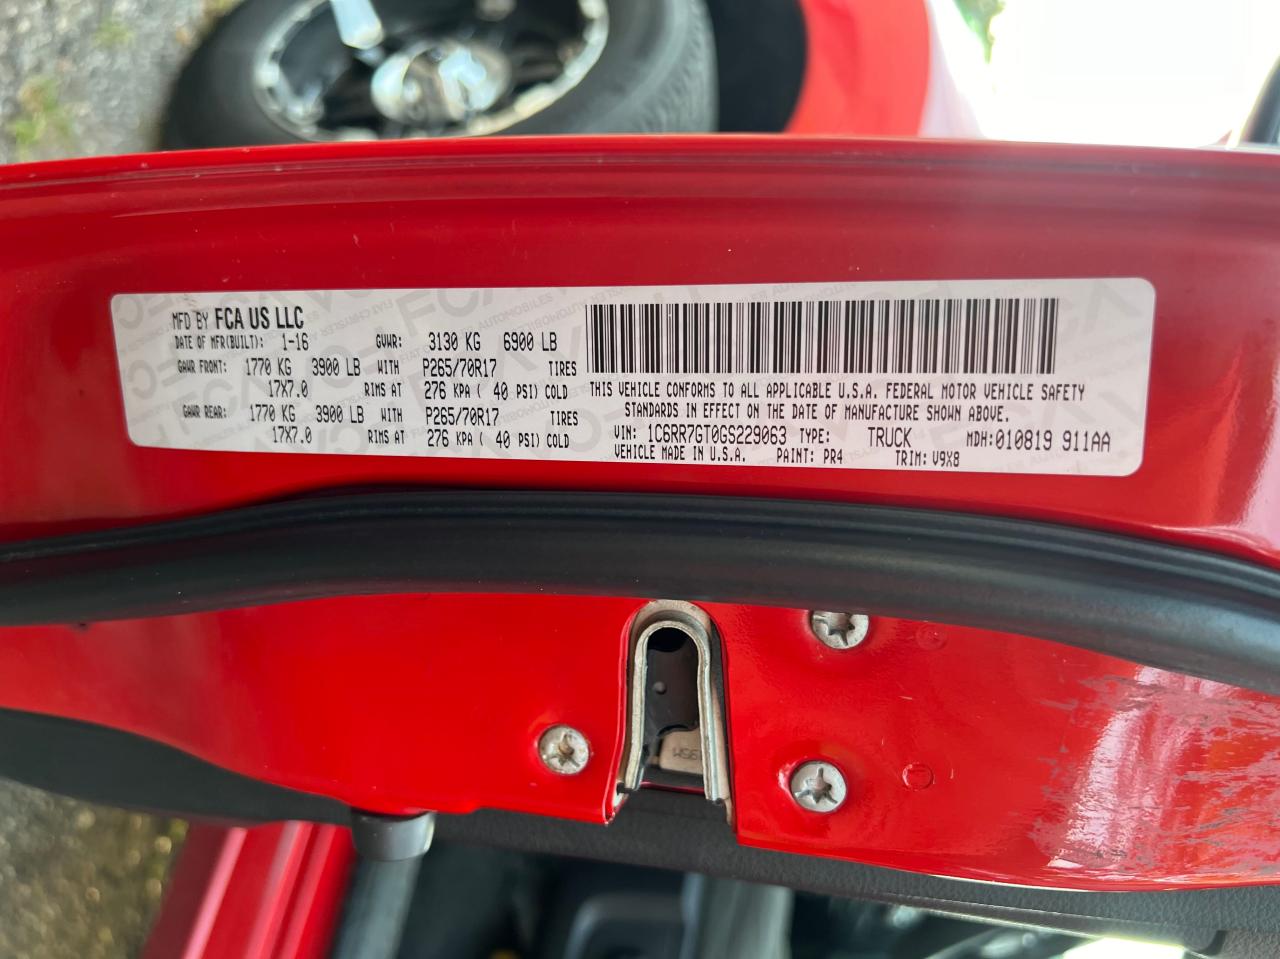 MFD BY FCA US LLC
DATE OF MFR(BUILT): 1-16 GVWR: 3130 KG 6900 LB
GAWR FRONT: 1770 KG 3900 LB WITH P265/70R17 TIRES
17X7.0 RIMS AT 276 KPA ( 40 PSI) COLD
GAWR REAR: 1770 KG 3900 LB WITH P265/70R17 TIRES
17X7.0 RIMS AT 276 KPA ( 40 PSI) COLD
THIS VEHICLE CONFORMS TO ALL APPLICABLE U.S.A. FEDERAL MOTOR VEHICLE SAFETY
STANDARDS IN EFFECT ON THE DATE OF MANUFACTURE SHOWN ABOVE.
VIN: 1C6RR7GT0GS229063 TYPE: TRUCK MDH:010819 911AA
VEHICLE MADE IN U.S.A. PAINT: PR4 TRIM: V9X8